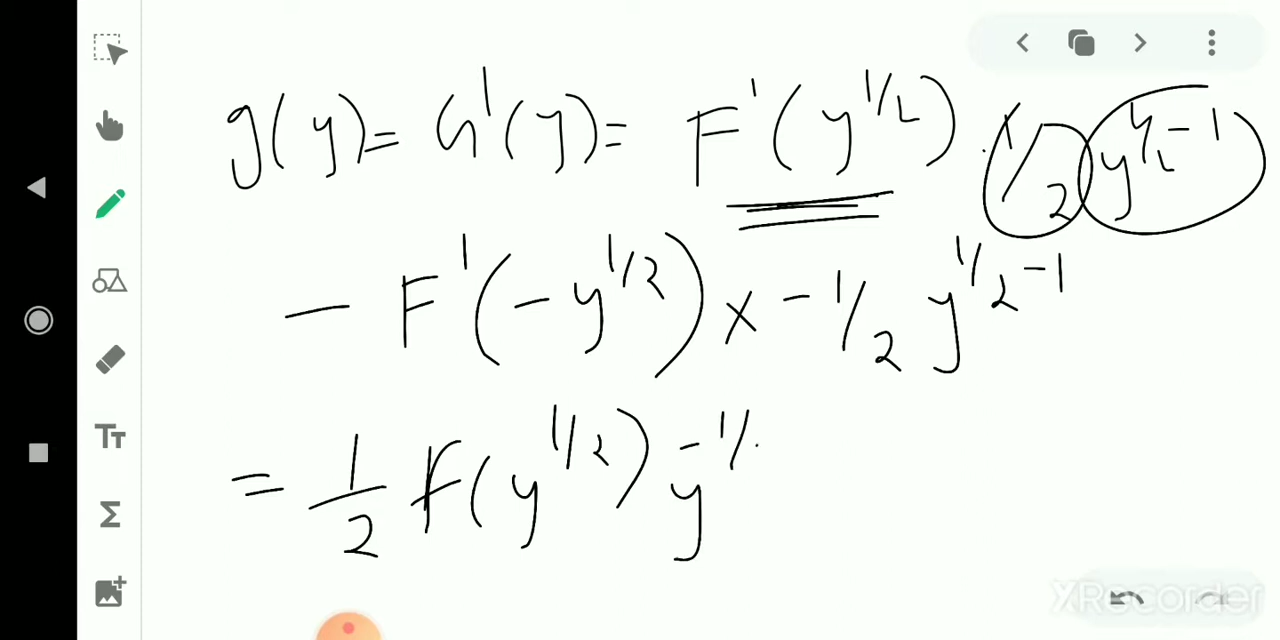 g(y) = G'(y) = F'(y^1/2) . 1/2 y^1/2 - 1
- F'(-y^1/2) x - 1/2 y^1/2 - 1
= 1/2 f(y^1/2) y^-1/
Tt
Σ
XRecorder